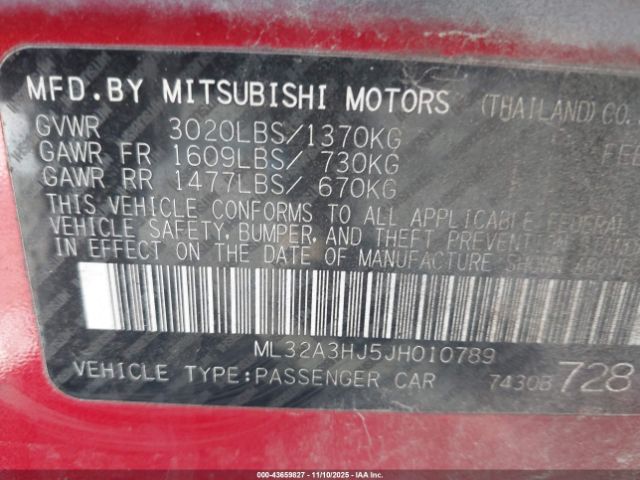 MFD.BY MITSUBISHI MOTORS (THAILAND) CO.
GVWR 3020LBS/1370KG
GAWR FR 1609LBS/ 730KG
GAWR RR 1477LBS/ 670KG
THIS VEHICLE CONFORMS TO ALL APPLICABLE FEDERAL
VEHICLE SAFETY, BUMPER, AND THEFT PREVENTION
IN EFFECT ON THE DATE OF MANUFACTURE
ML32A3HJ5JH010789
VEHICLE TYPE:PASSENGER CAR 7430B 728
000-43659827 - 11/10/2025 - IAA, Inc.